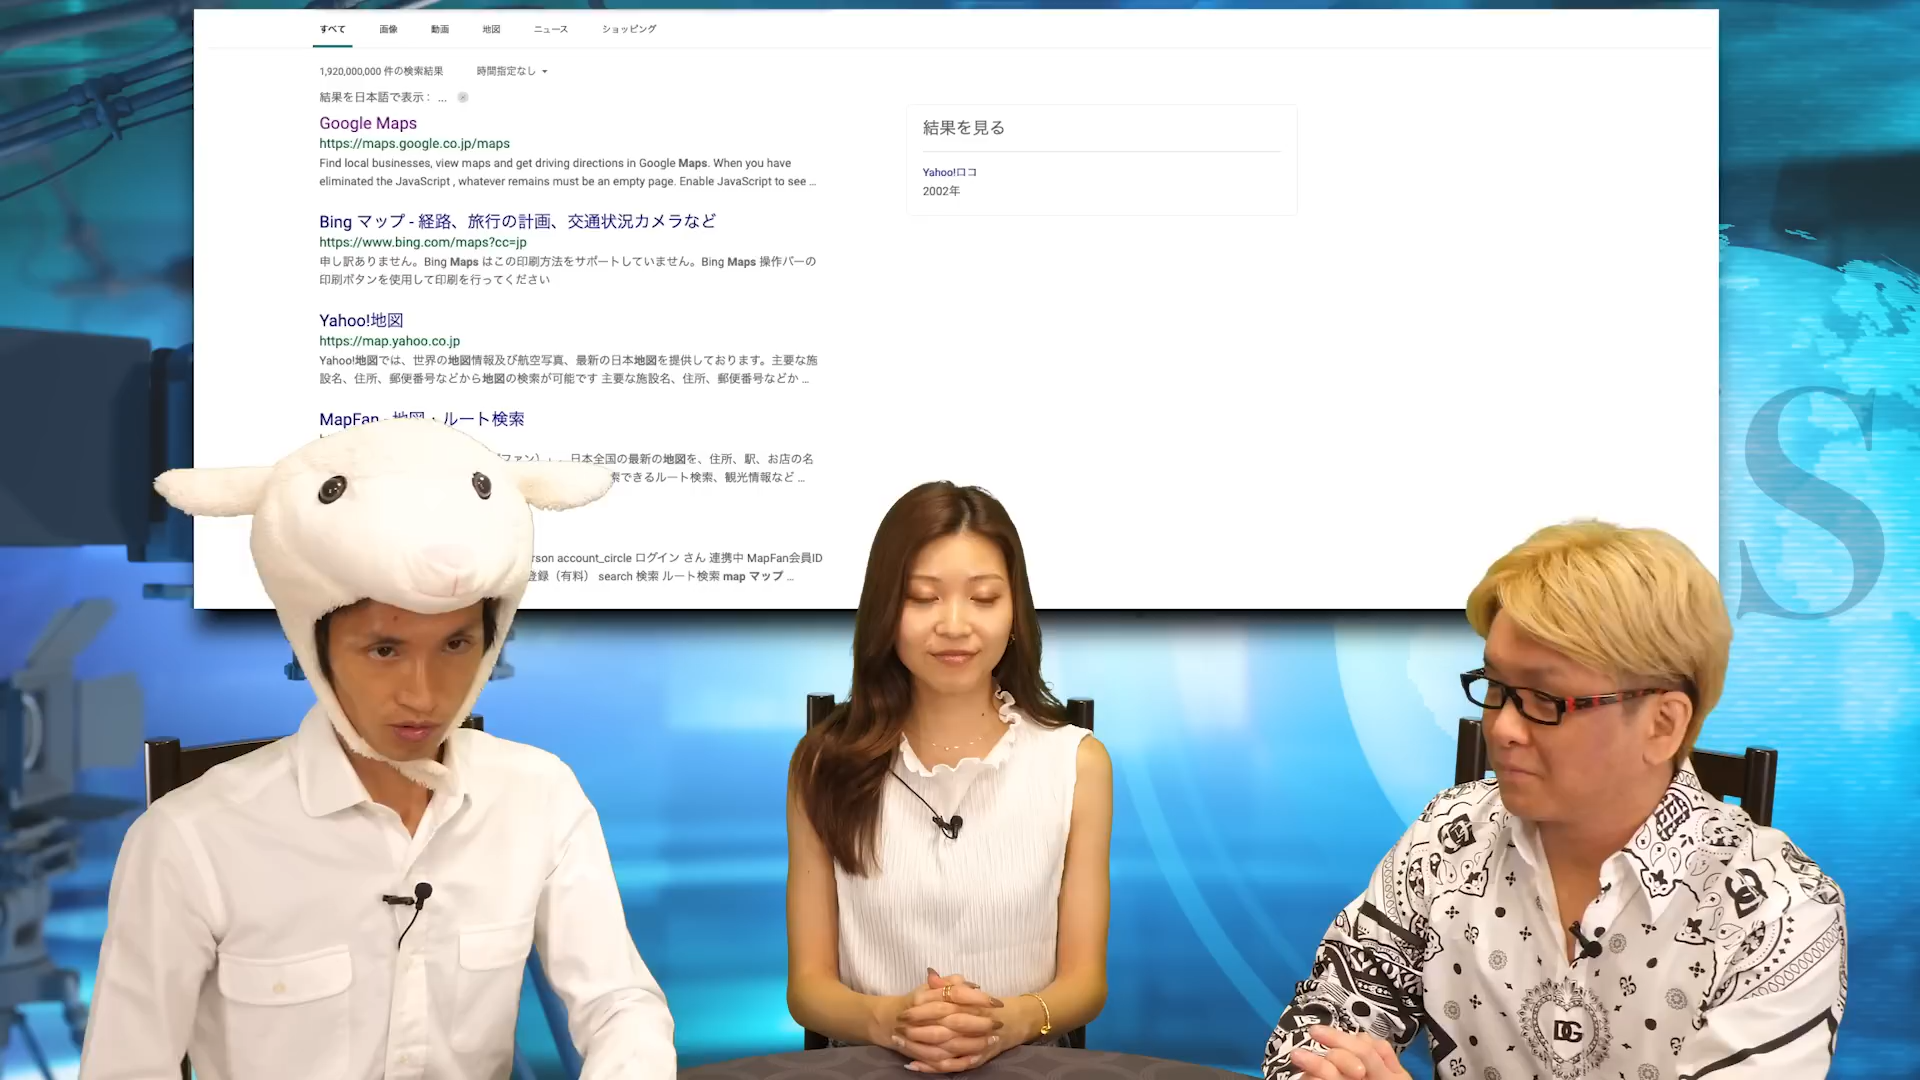 すべて 画像 動画 地図 ニュース ショッピング
1,920,000,000 件の検索結果 時間指定なし
結果を日本語で表示： ...
Google Maps
https://maps.google.co.jp/maps
Find local businesses, view maps and get driving directions in Google Maps. When you have
eliminated the JavaScript , whatever remains must be an empty page. Enable JavaScript to see ...
Bing マップ - 経路、旅行の計画、交通状況カメラなど
https://www.bing.com/maps?cc=jp
申し訳ありません。Bing Maps はこの印刷方法をサポートしていません。Bing Maps 操作バーの
印刷ボタンを使用して印刷を行ってください
Yahoo!地図
https://map.yahoo.co.jp
Yahoo!地図では、世界の地図情報及び航空写真、最新の日本地図を提供しております。主要な施
設名、住所、郵便番号などから地図の検索が可能です 主要な施設名、住所、郵便番号などか ...
MapFan - 地図・ルート検索
ファン）」。日本全国の最新の地図を、住所、駅、お店の名
索できるルート検索、観光情報など ...
rson account_circle ログイン さん 連携中 MapFan会員ID
登録（有料） search 検索 ルート検索 map マップ ...
結果を見る
Yahoo!ロコ
2002年
S
DG